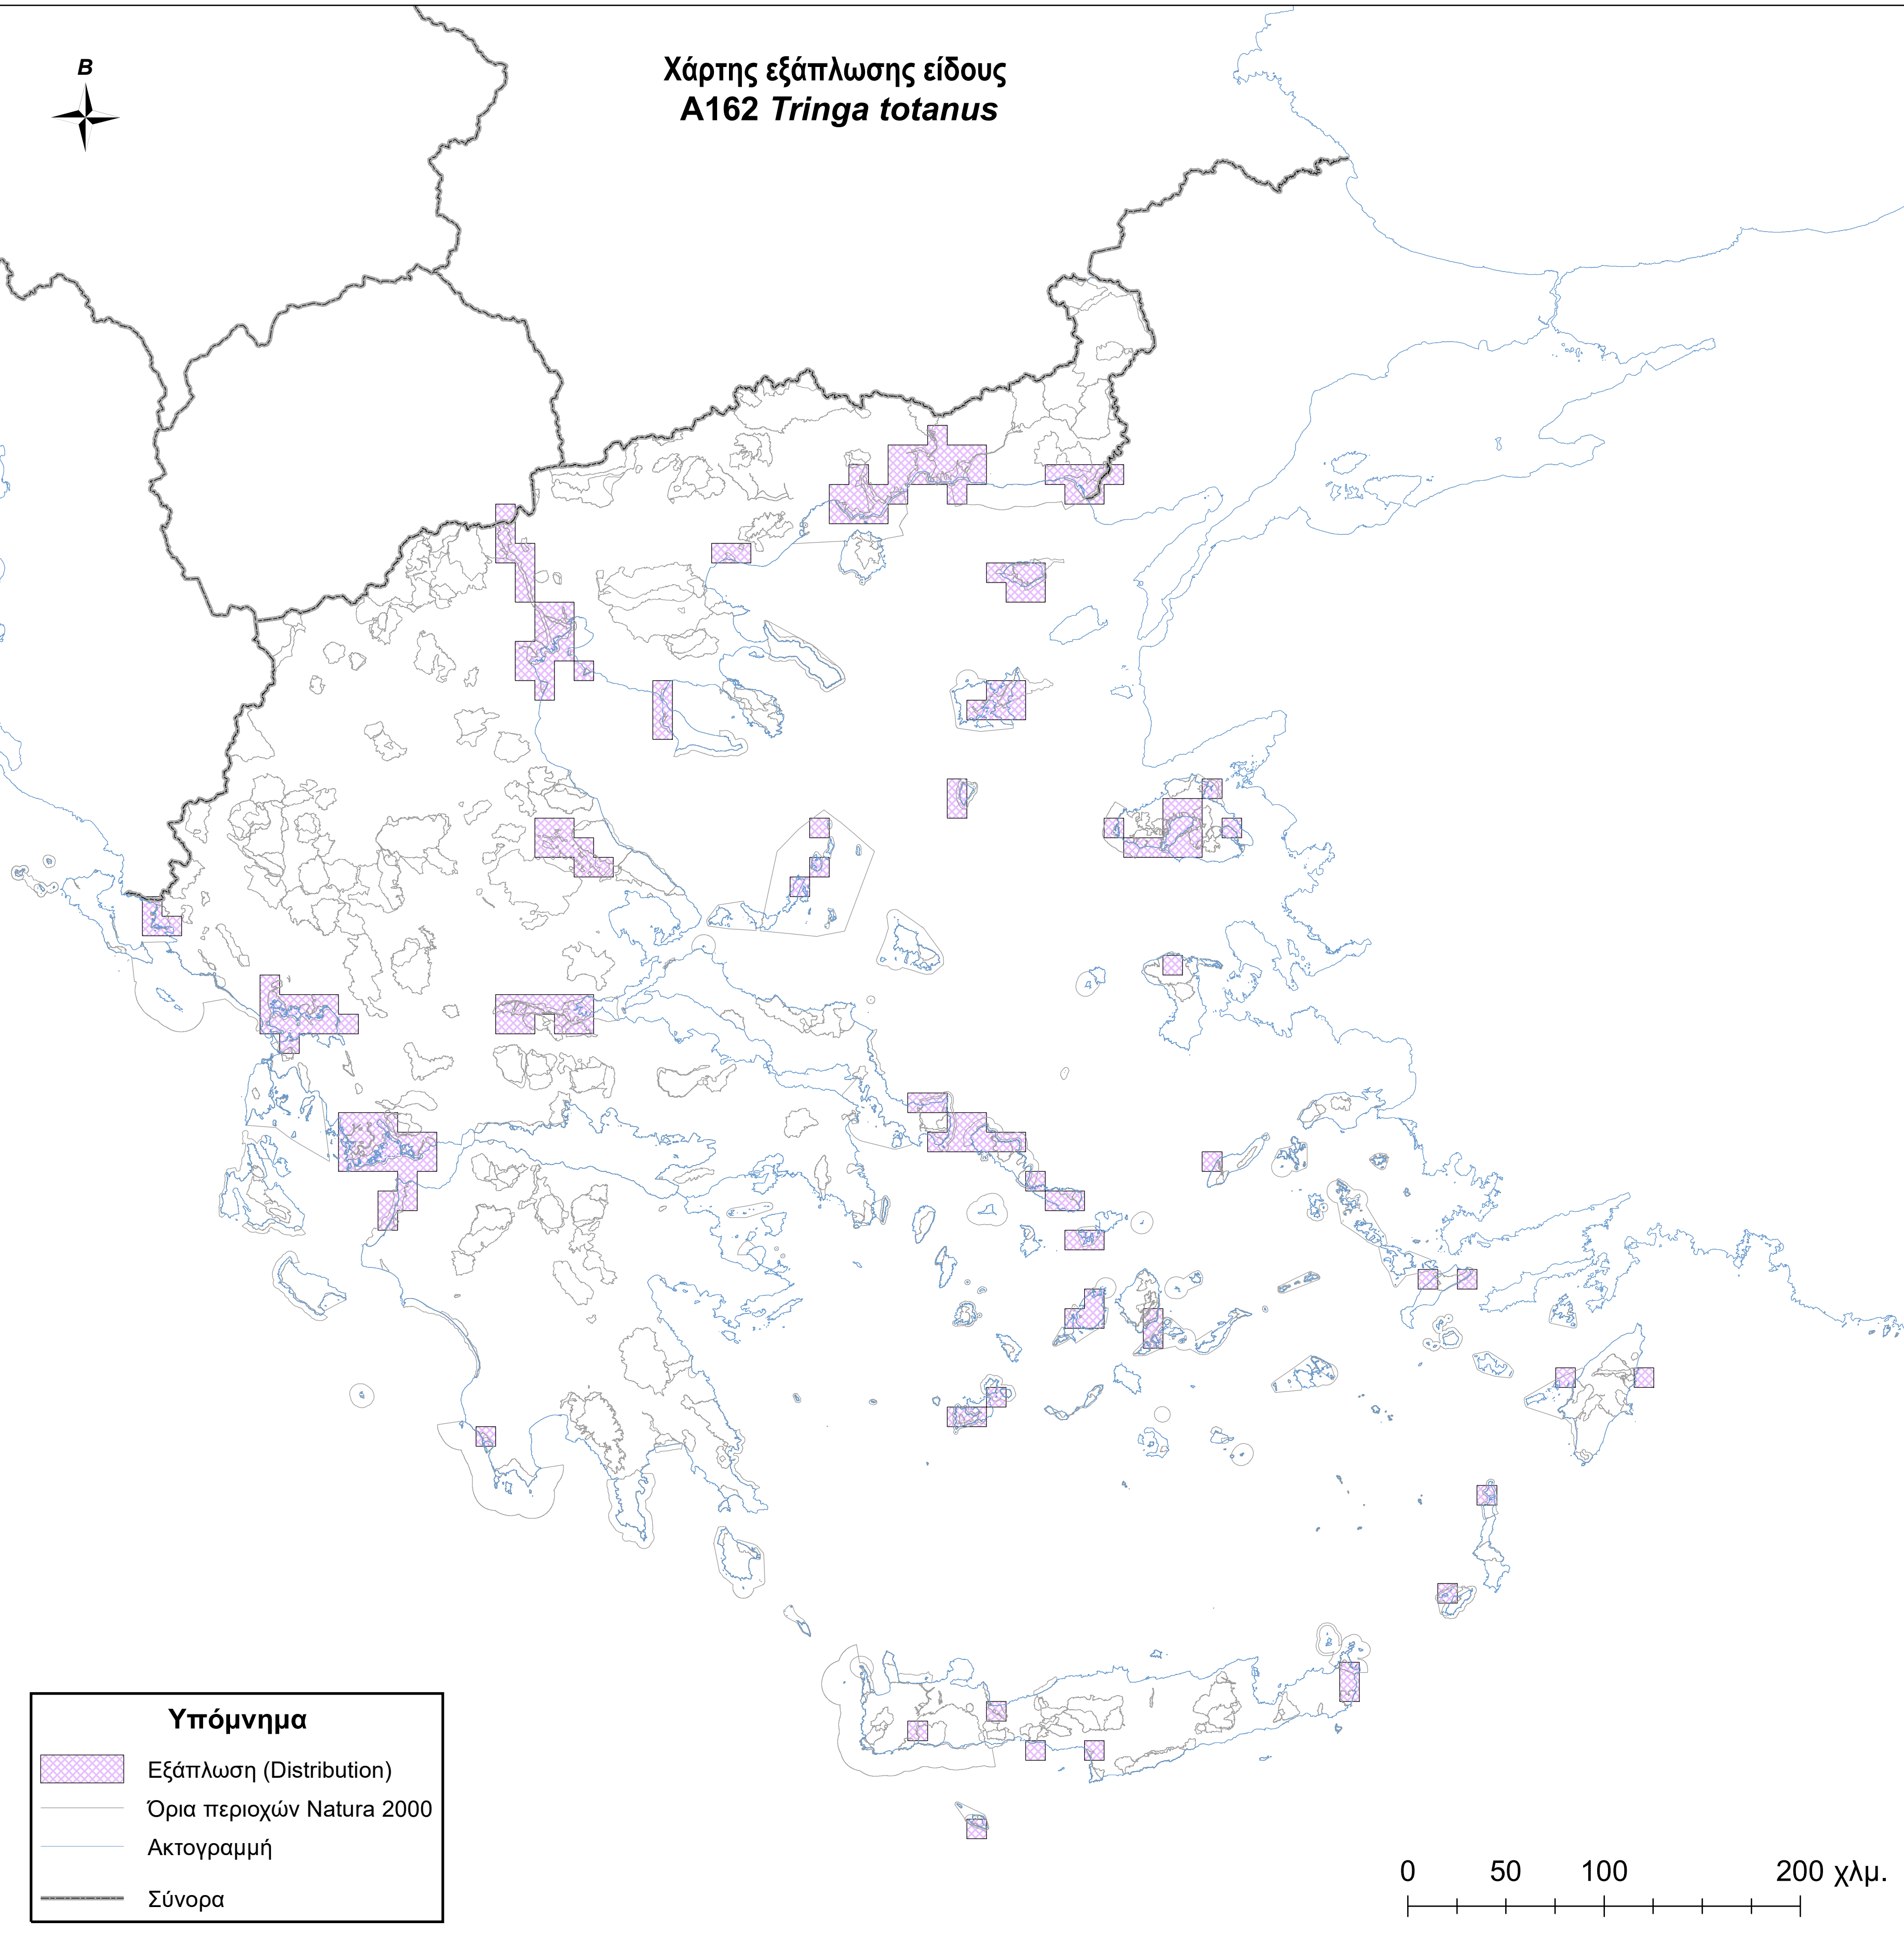 B
Χάρτης εξάπλωσης είδους
A162 Tringa totanus
Υπόμνημα
Εξάπλωση (Distribution)
Όρια περιοχών Natura 2000
Ακτογραμμή
Σύνορα
0 50 100 200 χλμ.